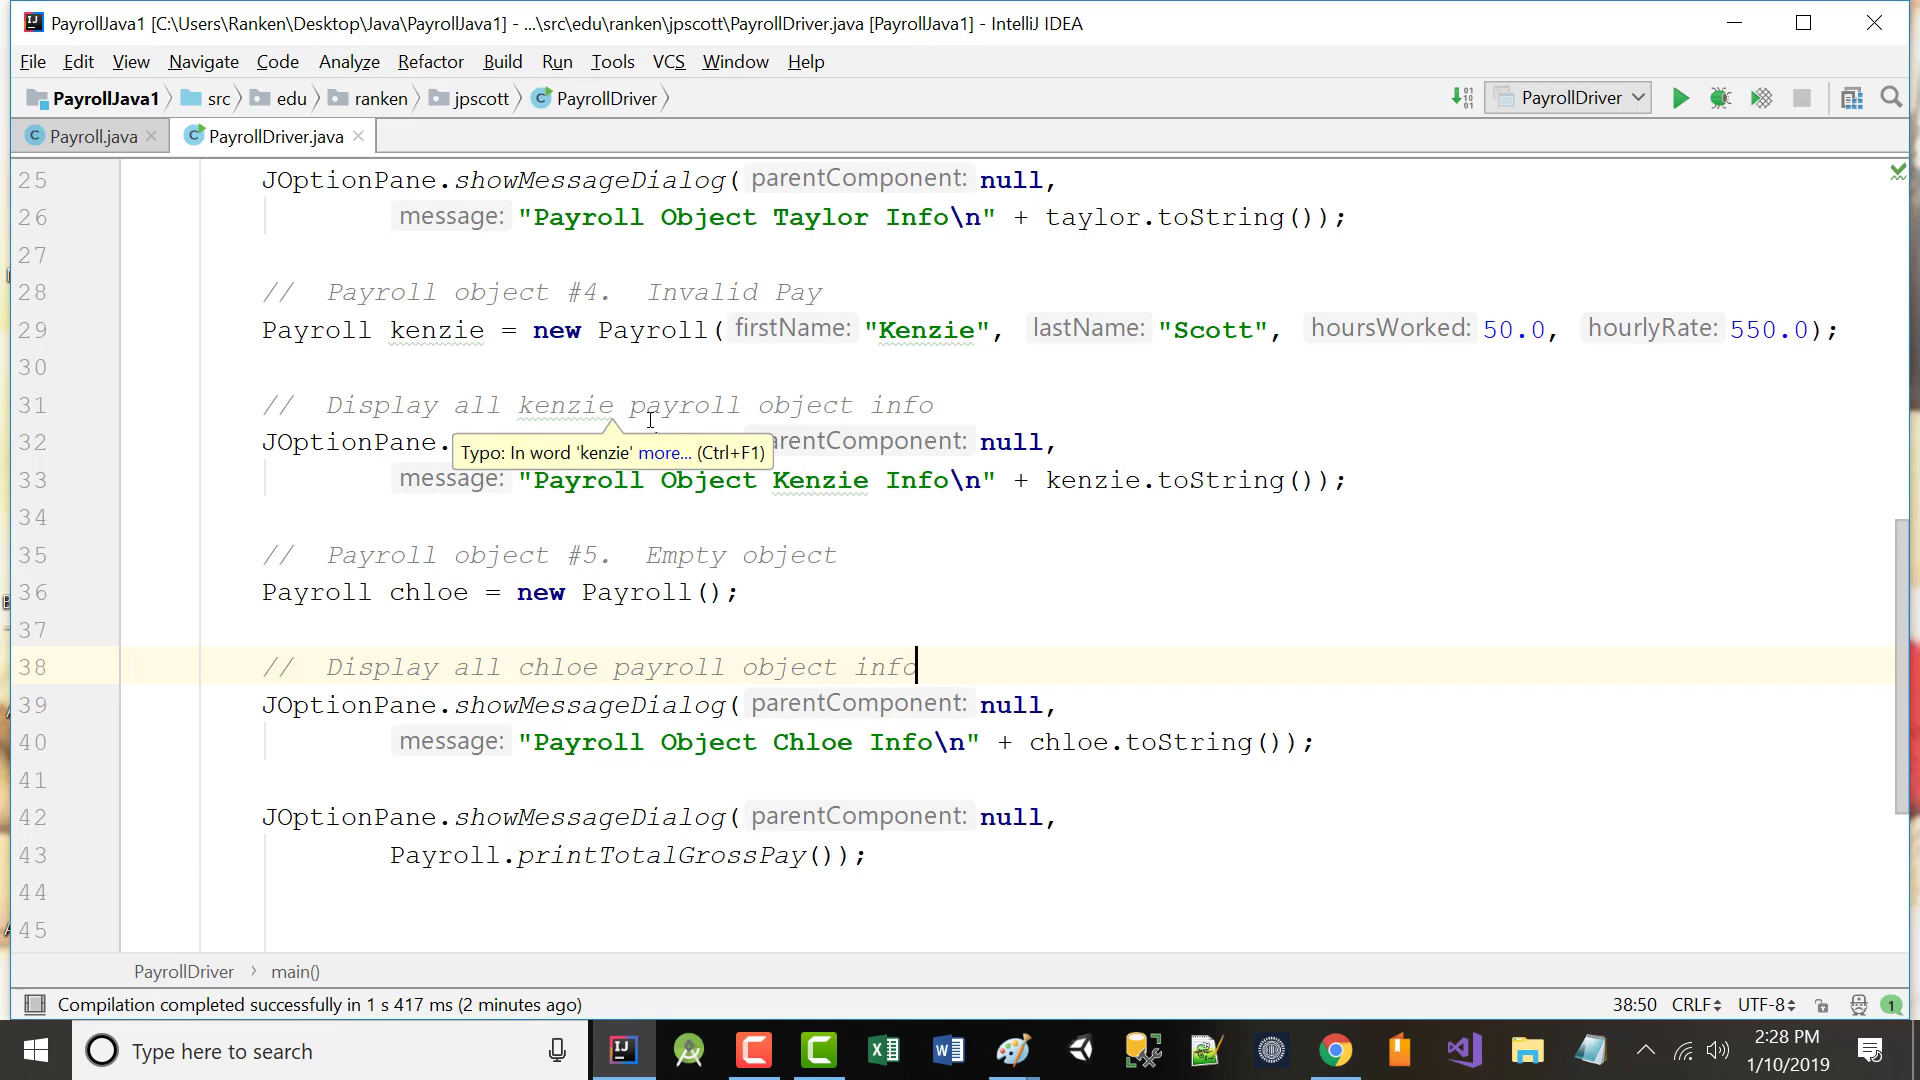 PayrollJava1 [C:\Users\Ranken\Desktop\Java\PayrollJava1] - ...\src\edu\ranken\jpscott\PayrollDriver.java [PayrollJava1] - IntelliJ IDEA
File Edit View Navigate Code Analyze Refactor Build Run Tools VCS Window Help
PayrollJava1 src edu ranken jpscott PayrollDriver PayrollDriver
Payroll.java PayrollDriver.java
25 JOptionPane.showMessageDialog( parentComponent: null,
26 message: "Payroll Object Taylor Info\n" + taylor.toString());
27
28 // Payroll object #4. Invalid Pay
29 Payroll kenzie = new Payroll( firstName: "Kenzie", lastName: "Scott", hoursWorked: 50.0, hourlyRate: 550.0);
30
31 // Display all kenzie payroll object info
32 JOptionPane. arentComponent: null,
Typo: In word 'kenzie' more... (Ctrl+F1)
33 message: "Payroll Object Kenzie Info\n" + kenzie.toString());
34
35 // Payroll object #5. Empty object
36 Payroll chloe = new Payroll();
37
38 // Display all chloe payroll object info
39 JOptionPane.showMessageDialog( parentComponent: null,
40 message: "Payroll Object Chloe Info\n" + chloe.toString());
41
42 JOptionPane.showMessageDialog( parentComponent: null,
43 Payroll.printTotalGrossPay());
44
45
PayrollDriver > main()
Compilation completed successfully in 1 s 417 ms (2 minutes ago) 38:50 CRLF UTF-8 1
Type here to search 2:28 PM
1/10/2019